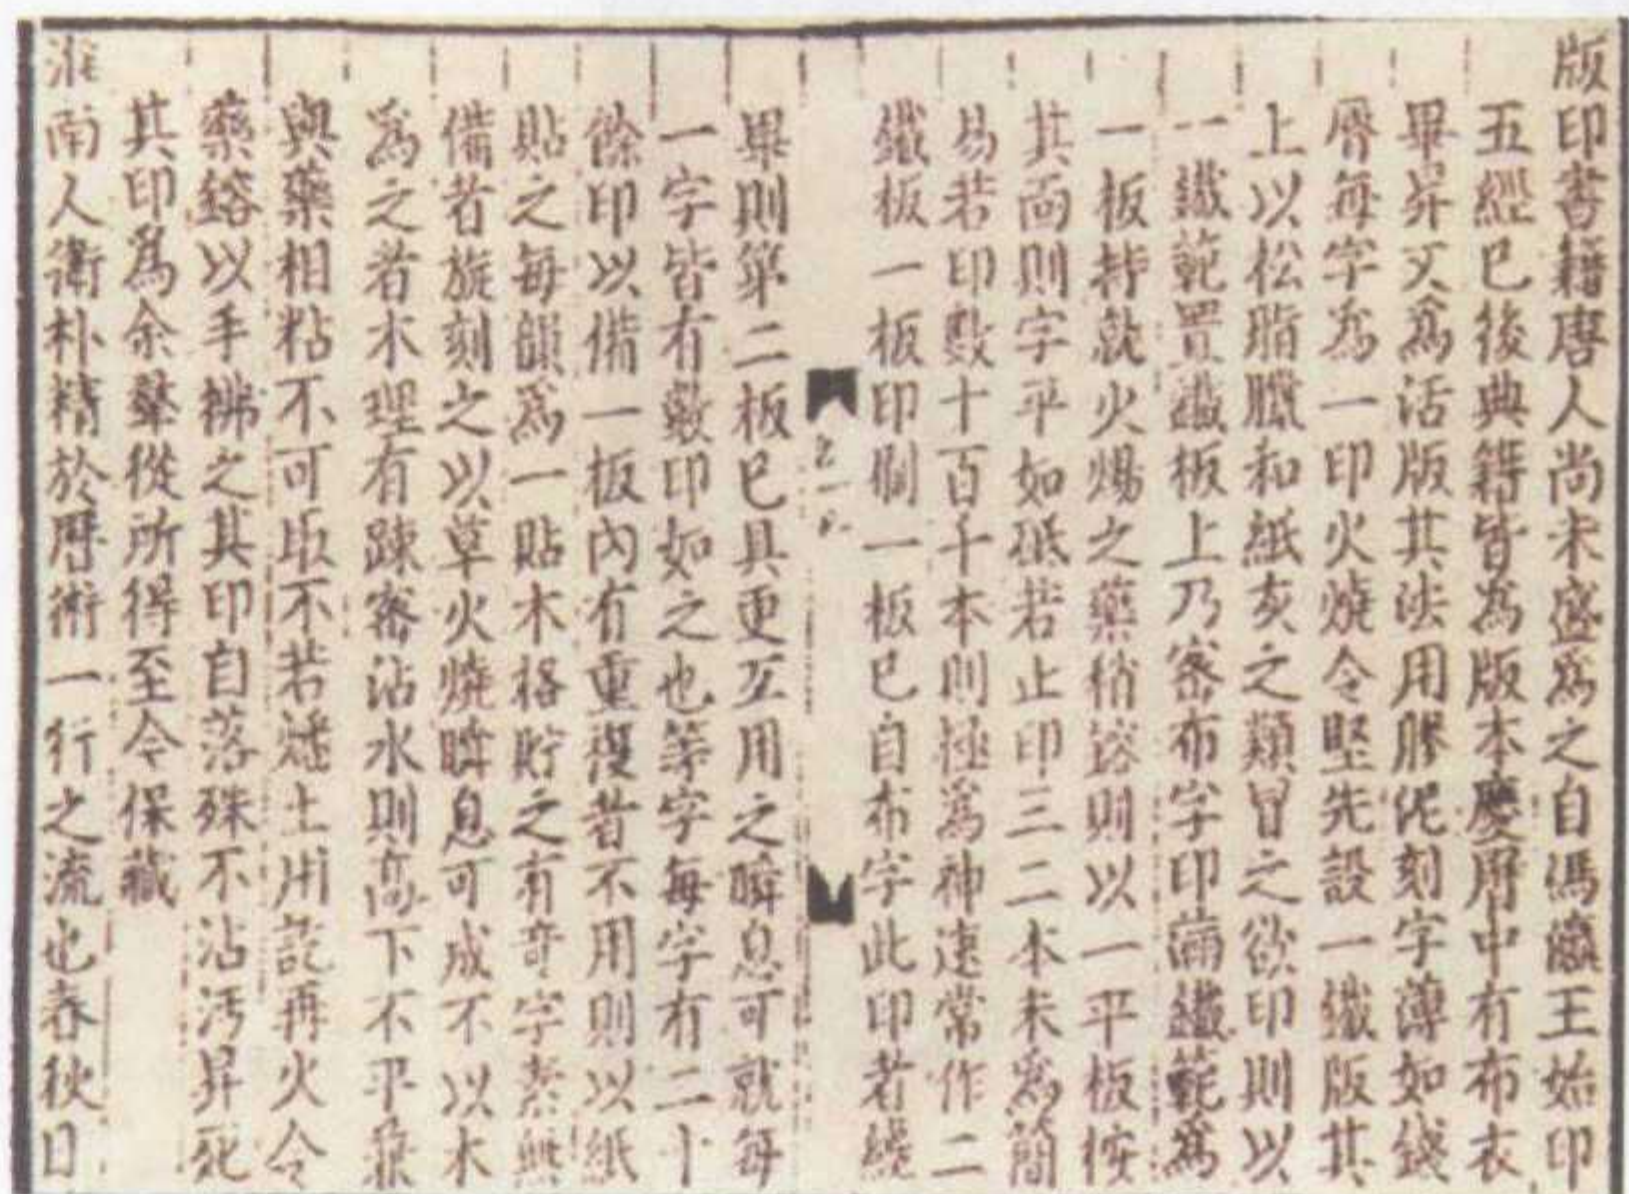 版印書籍唐人尚未盛為之自馮瀛王始印
五經已後典籍皆為版本慶曆中有布衣
畢昇又為活版其法用膠泥刻字薄如錢
脣每字為一印火燒令堅先設一鐵版其
上以松脂臘和紙灰之類冒之欲印則以
一鐵範置鐵板上乃密布字印滿鐵範為
一板持就火煬之藥稍鎔則以一平板按
其面則字平如砥若止印三二本未為簡
易若印數十百千本則極為神速常作二
鐵板一板印刷一板已自布字此印者纔
畢則第二板已具更互用之瞬息可就每
一字皆有數印如之也等字每字有二十
餘印以備一板內有重複者不用則以紙
貼之每韻為一貼木格貯之有奇字素無
備者旋刻之以草火燒瞬息可成不以木
為之者木理有踈密沾水則高下不平兼
與藥相粘不可取不若燔土用訖再火令
藥鎔以手拂之其印自落殊不沾汚昇死
其印為余羣從所得至今保藏
淮南人衛朴精於曆術一行之流也春秋日